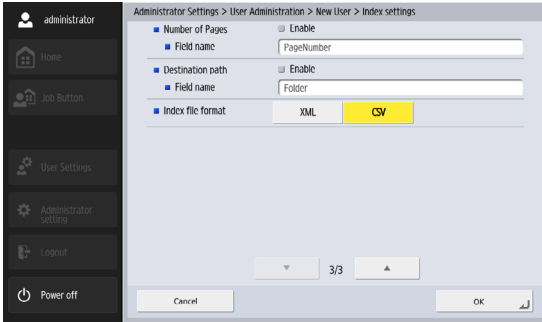 administrator
Home
Job Button
User Settings
Administrator
setting
Logout
Power off
Administrator Settings > User Administration > New User > Index settings
Number of Pages Enable
Field name PageNumber
Destination path Enable
Field name Folder
Index file format XML CSV
3/3
Cancel OK